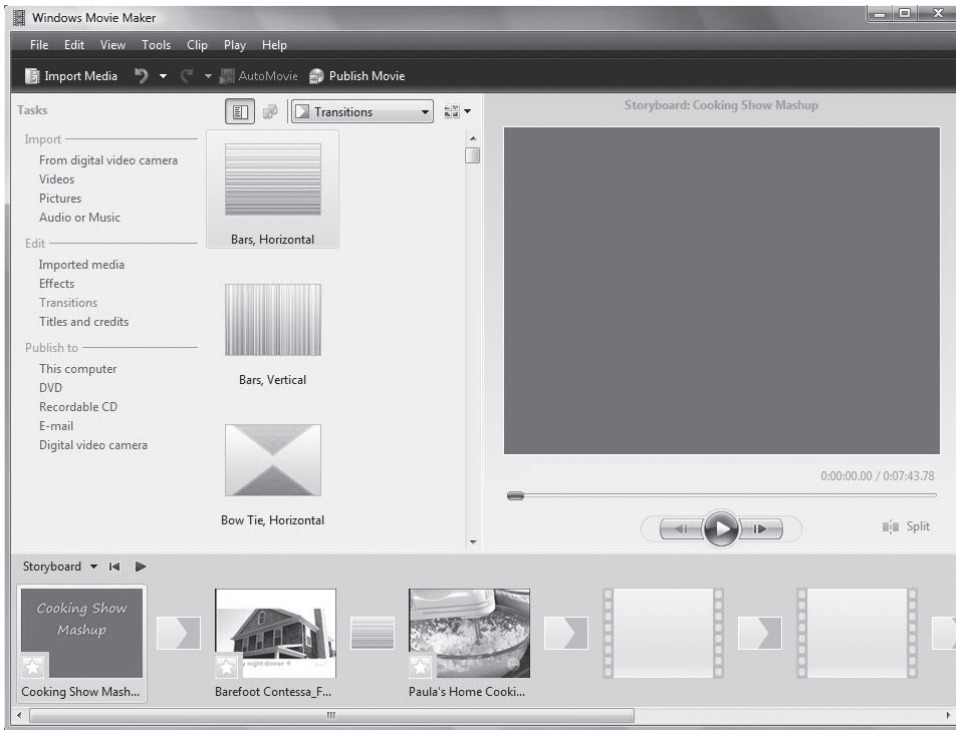 Windows Movie Maker
File Edit View Tools Clip Play Help
Import Media AutoMovie Publish Movie
Tasks
Transitions
Import
From digital video camera
Videos
Pictures
Audio or Music
Edit
Imported media
Effects
Transitions
Titles and credits
Publish to
This computer
DVD
Recordable CD
E-mail
Digital video camera
Bars, Horizontal
Bars, Vertical
Bow Tie, Horizontal
Storyboard: Cooking Show Mashup
0:00:00.00 / 0:07:43.78
Split
Storyboard
Cooking Show
Mashup
night dinner
Cooking Show Mash...
Barefoot Contessa_F...
Paula's Home Cooki...